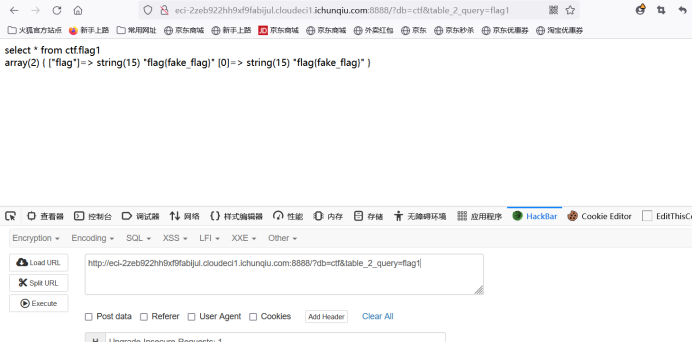 eci-2zeb922hh9xf9fabijul.cloudeci1.ichunqiu.com:8888/?db=ctf&table_2_query=flag1
火狐官方站点 新手上路 常用网址 京东商城 新手上路 京东商城 京东商城 京东商城 外卖红包 京东 京东秒杀 京东优惠券 淘宝优惠券
select * from ctf.flag1
array(2) { ["flag"]=> string(15) "flag{fake_flag}" [0]=> string(15) "flag{fake_flag}" }
查看器 控制台 调试器 网络 样式编辑器 性能 内存 存储 无障碍环境 应用程序 HackBar Cookie Editor EditThisCo
Encryption Encoding SQL XSS LFI XXE Other
Load URL
http://eci-2zeb922hh9xf9fabijul.cloudeci1.ichunqiu.com:8888/?db=ctf&table_2_query=flag1
Split URL
Execute
Post data Referer User Agent Cookies Add Header Clear All
H Upgrade-Insecure-Requests: 1